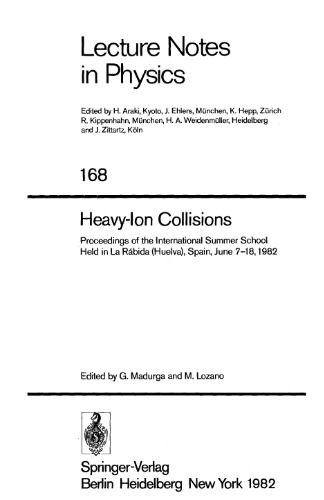 Lecture Notes
in Physics
Edited by H. Araki, Kyoto, J. Ehlers, München, K. Hepp, Zürich
R. Kippenhahn, München, H. A. Weidenmüller, Heidelberg
and J. Zittartz, Köln
168
Heavy-Ion Collisions
Proceedings of the International Summer School
Held in La Rábida (Huelva), Spain, June 7-18, 1982
Edited by G. Madurga and M. Lozano
Springer-Verlag
Berlin Heidelberg New York 1982